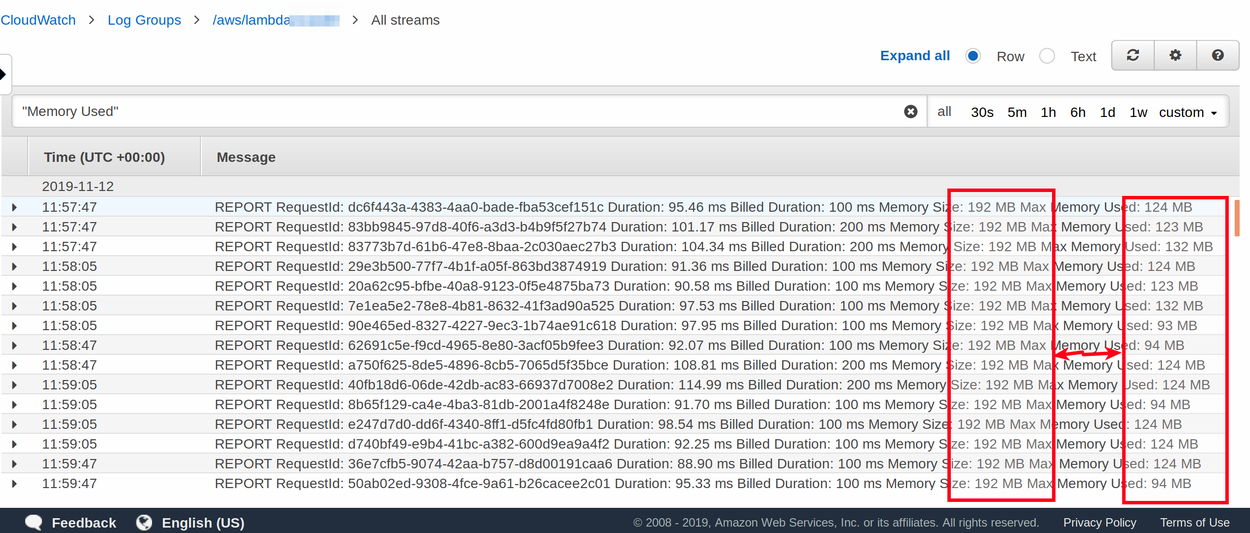 CloudWatch > Log Groups > /aws/lambda > All streams
Expand all Row Text
"Memory Used" all 30s 5m 1h 6h 1d 1w custom
Time (UTC +00:00) Message
2019-11-12
11:57:47 REPORT RequestId: dc6f443a-4383-4aa0-bade-fba53cef151c Duration: 95.46 ms Billed Duration: 100 ms Memory Size: 192 MB Max Memory Used: 124 MB
11:57:47 REPORT RequestId: 83bb9845-97d8-40f6-a3d3-b4b9f5f27b74 Duration: 101.17 ms Billed Duration: 200 ms Memory Size: 192 MB Max Memory Used: 123 MB
11:57:47 REPORT RequestId: 83773b7d-61b6-47e8-8baa-2c030aec27b3 Duration: 104.34 ms Billed Duration: 200 ms Memory Size: 192 MB Max Memory Used: 132 MB
11:58:05 REPORT RequestId: 29e3b500-77f7-4b1f-a05f-863bd3874919 Duration: 91.36 ms Billed Duration: 100 ms Memory Size: 192 MB Max Memory Used: 124 MB
11:58:05 REPORT RequestId: 20a62c95-bfbe-40a8-9123-0f5e4875ba73 Duration: 90.58 ms Billed Duration: 100 ms Memory Size: 192 MB Max Memory Used: 123 MB
11:58:05 REPORT RequestId: 7e1ea5e2-78e8-4b81-8632-41f3ad90a525 Duration: 97.53 ms Billed Duration: 100 ms Memory Size: 192 MB Max Memory Used: 132 MB
11:58:05 REPORT RequestId: 90e465ed-8327-4227-9ec3-1b74ae91c618 Duration: 97.95 ms Billed Duration: 100 ms Memory Size: 192 MB Max Memory Used: 93 MB
11:58:47 REPORT RequestId: 62691c5e-f9cd-4965-8e80-3acf05b9fee3 Duration: 92.07 ms Billed Duration: 100 ms Memory Size: 192 MB Max Memory Used: 94 MB
11:58:47 REPORT RequestId: a750f625-8de5-4896-8cb5-7065d5f35bce Duration: 108.81 ms Billed Duration: 200 ms Memory Size: 192 MB Max Memory Used: 124 MB
11:59:05 REPORT RequestId: 40fb18d6-06de-42db-ac83-66937d7008e2 Duration: 114.99 ms Billed Duration: 200 ms Memory Size: 192 MB Max Memory Used: 124 MB
11:59:05 REPORT RequestId: 8b65f129-ca4e-4ba3-81db-2001a4f8248e Duration: 91.70 ms Billed Duration: 100 ms Memory Size: 192 MB Max Memory Used: 94 MB
11:59:05 REPORT RequestId: e247d7d0-dd6f-4340-8ff1-d5fc4fd80fb1 Duration: 98.54 ms Billed Duration: 100 ms Memory Size: 192 MB Max Memory Used: 124 MB
11:59:05 REPORT RequestId: d740bf49-e9b4-41bc-a382-600d9ea9a4f2 Duration: 92.25 ms Billed Duration: 100 ms Memory Size: 192 MB Max Memory Used: 124 MB
11:59:47 REPORT RequestId: 36e7cfb5-9074-42aa-b757-d8d00191caa6 Duration: 88.90 ms Billed Duration: 100 ms Memory Size: 192 MB Max Memory Used: 124 MB
11:59:47 REPORT RequestId: 50ab02ed-9308-4fce-9a61-b26cacee2c01 Duration: 95.33 ms Billed Duration: 100 ms Memory Size: 192 MB Max Memory Used: 94 MB
Feedback English (US) © 2008 - 2019, Amazon Web Services, Inc. or its affiliates. All rights reserved. Privacy Policy Terms of Use